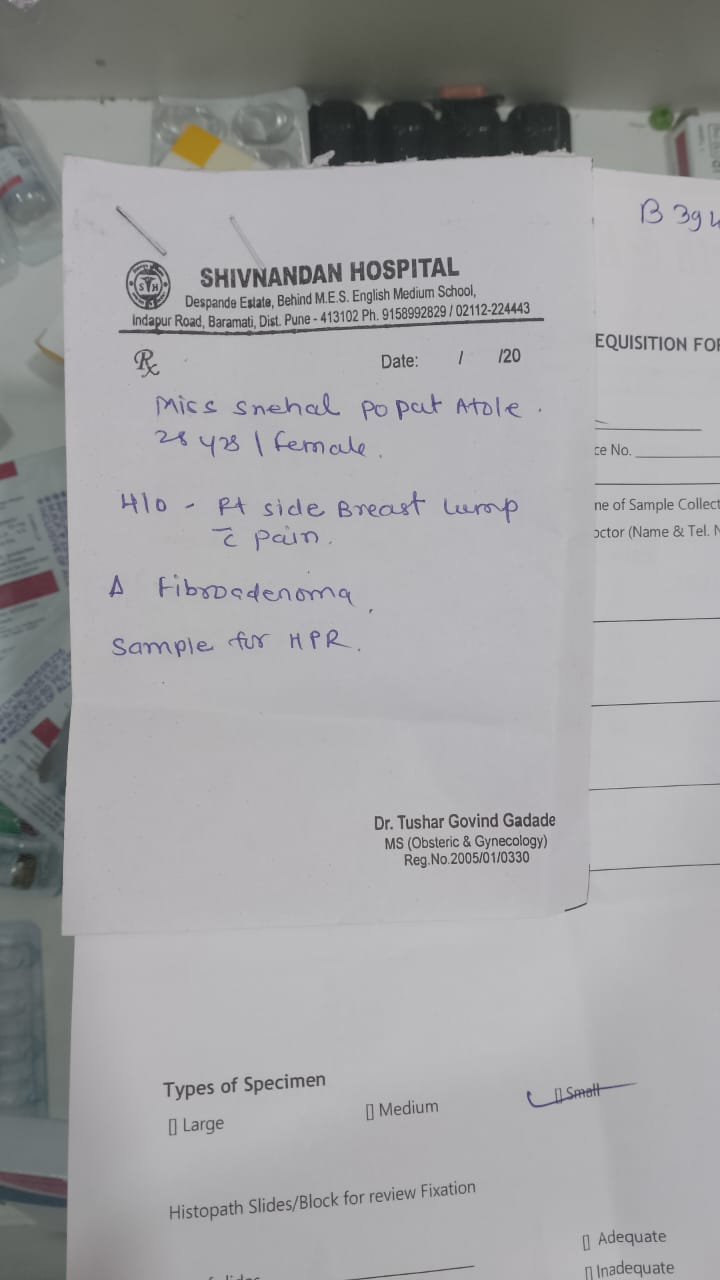 SHIVNANDAN HOSPITAL
Despande Estate, Behind M.E.S. English Medium School,
Indapur Road, Baramati, Dist. Pune - 413102 Ph. 9158992829 / 02112-224443
Rx
Date: / /20
Miss Snehal Popat Atole.
28 yrs / Female.
H/O - Rt side Breast lump
c̄ pain.
Δ Fibroadenoma.
Sample for HPR.
Dr. Tushar Govind Gadade
MS (Obsteric & Gynecology)
Reg.No.2005/01/0330
EQUISITION FO
ce No.
ne of Sample Collect
octor (Name & Tel. N
Types of Specimen
[] Large [] Medium [] Small
Histopath Slides/Block for review Fixation
[] Adequate
[] Inadequate